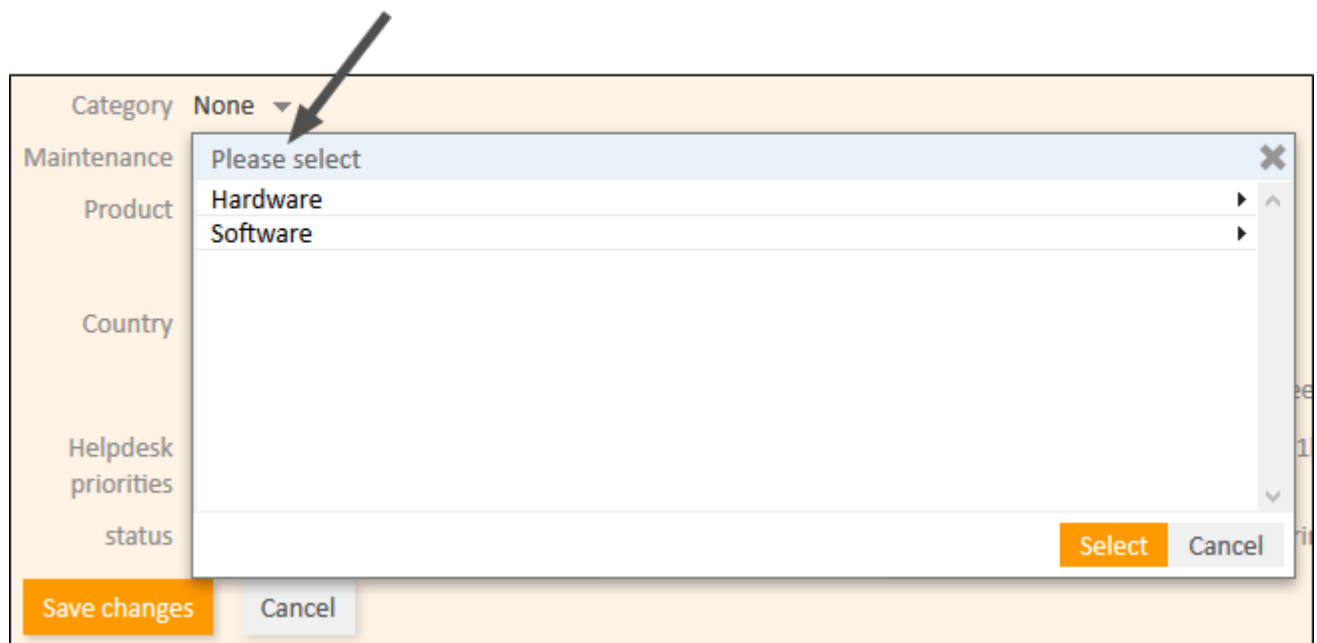 Category None
Maintenance
Please select
Product
Hardware
Software
Country
Helpdesk
priorities
status
Select Cancel
Save changes Cancel